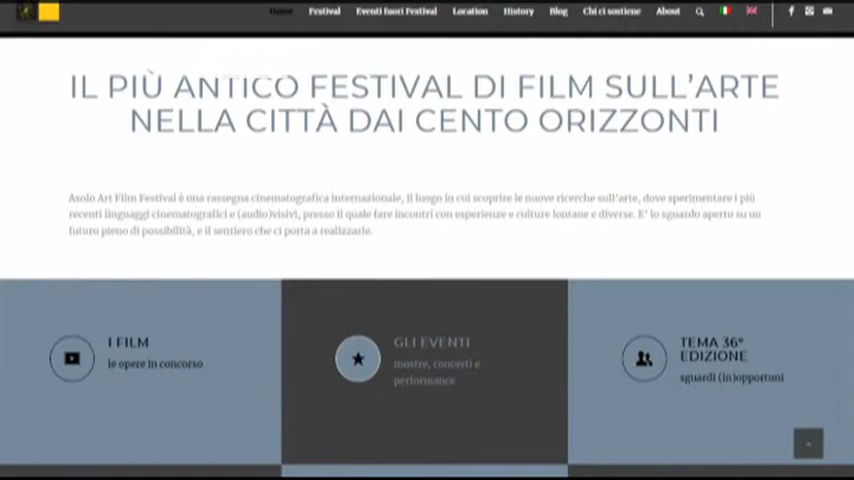 Home Festival Eventi fuori Festival Location History Blog Chi ci sostiene About
IL PIÙ ANTICO FESTIVAL DI FILM SULL'ARTE
NELLA CITTÀ DAI CENTO ORIZZONTI
Asolo Art Film Festival è una rassegna cinematografica internazionale, il luogo in cui scoprire le nuove ricerche sull'arte, dove sperimentare i più
recenti linguaggi cinematografici e (audio)visivi, presso il quale fare incontri con esperienze e culture lontane e diverse. E' lo sguardo aperto su un
futuro pieno di possibilità, e il sentiero che ci porta a realizzarle.
I FILM
le opere in concorso
GLI EVENTI
mostre, concerti e
performance
TEMA 36°
EDIZIONE
sguardi (in)opportuni